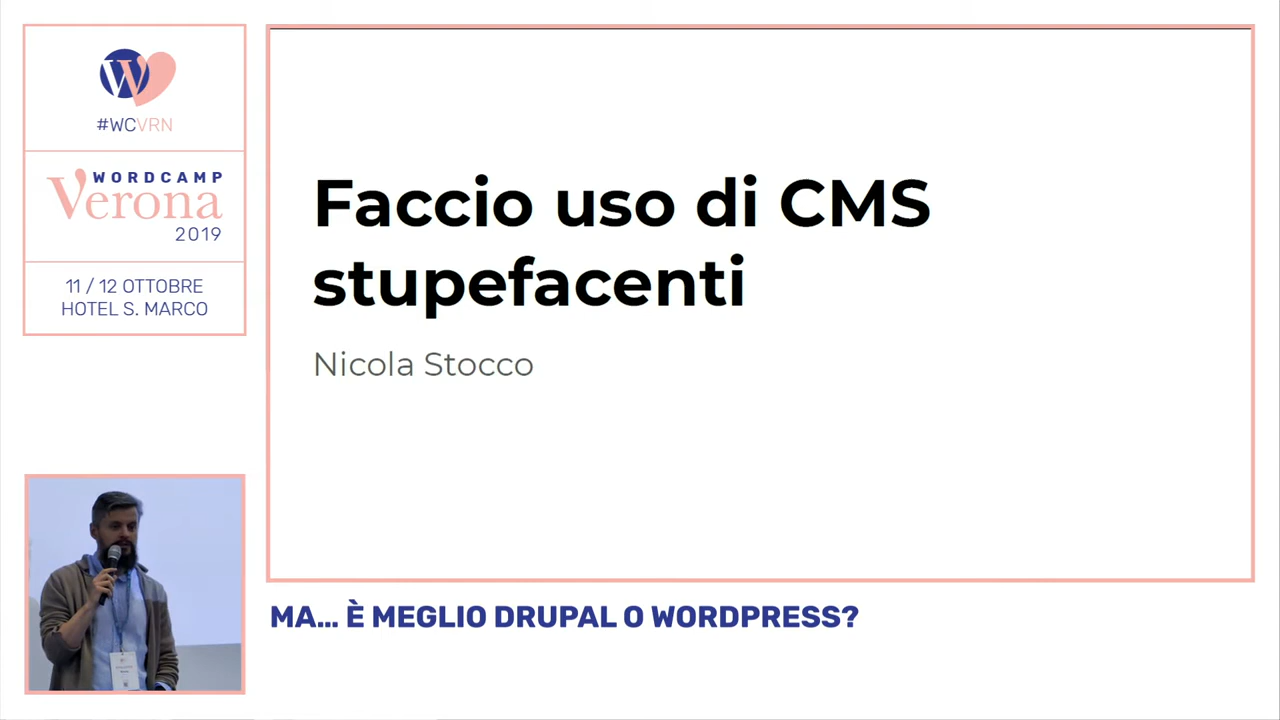 #WCVRN
WORDCAMP
Verona
2019
11 / 12 OTTOBRE
HOTEL S. MARCO
Faccio uso di CMS
stupefacenti
Nicola Stocco
MA... È MEGLIO DRUPAL O WORDPRESS?